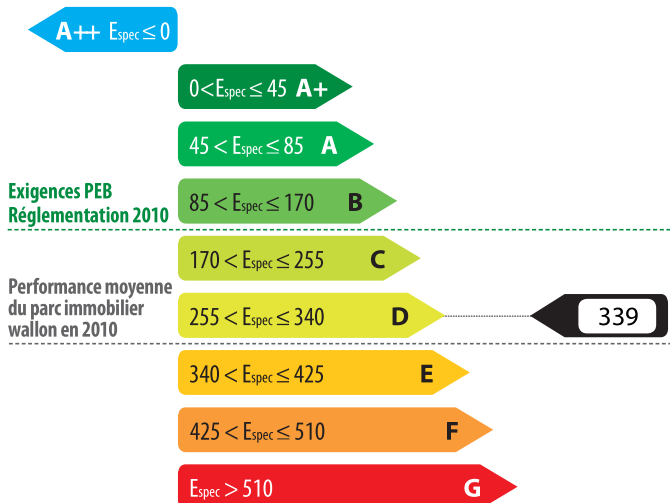 A++ Espec ≤ 0
0 < Espec ≤ 45 A+
45 < Espec ≤ 85 A
Exigences PEB
Réglementation 2010
85 < Espec ≤ 170 B
170 < Espec ≤ 255 C
Performance moyenne
du parc immobilier
wallon en 2010
255 < Espec ≤ 340 D
339
340 < Espec ≤ 425 E
425 < Espec ≤ 510 F
Espec > 510 G